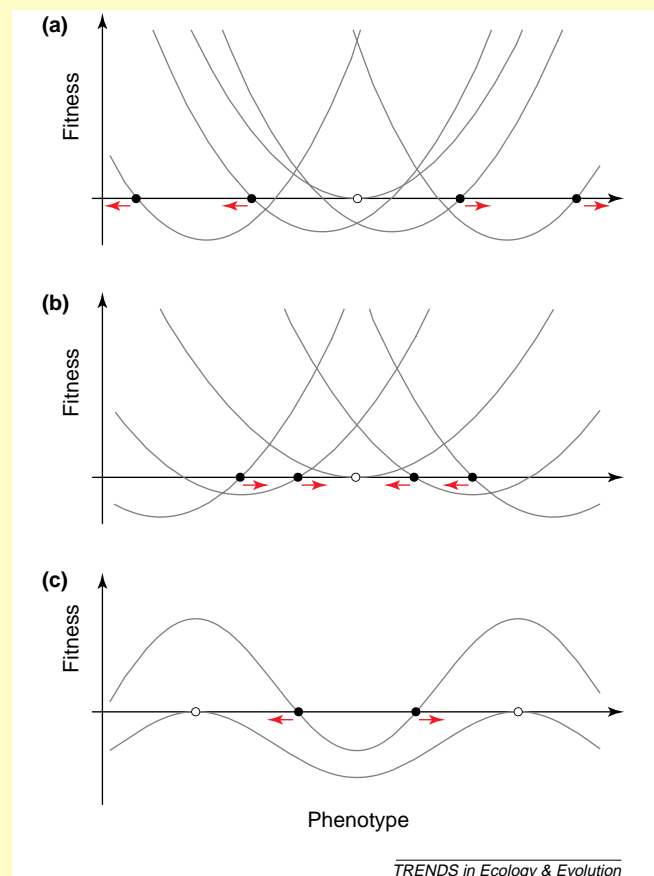 (a)
Fitness
(b)
Fitness
(c)
Fitness
Phenotype
TRENDS in Ecology & Evolution